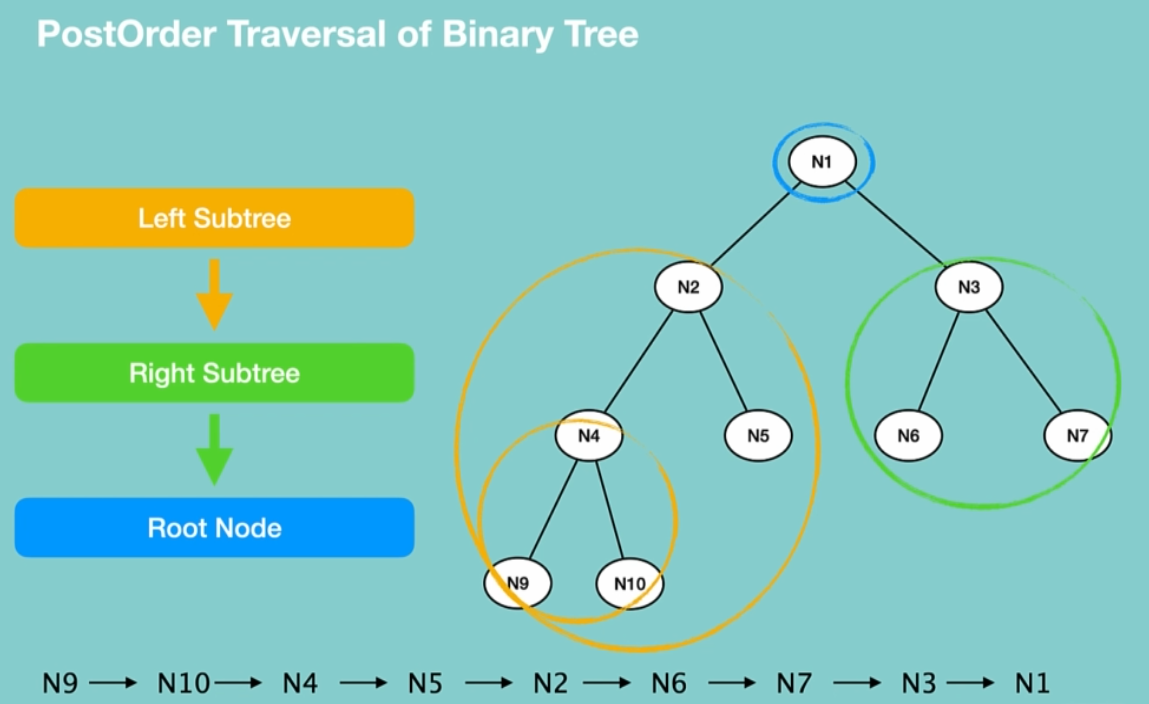 PostOrder Traversal of Binary Tree
N1
Left Subtree
N2
N3
Right Subtree
N4
N5
N6
N7
Root Node
N9
N10
N9 → N10 → N4 → N5 → N2 → N6 → N7 → N3 → N1